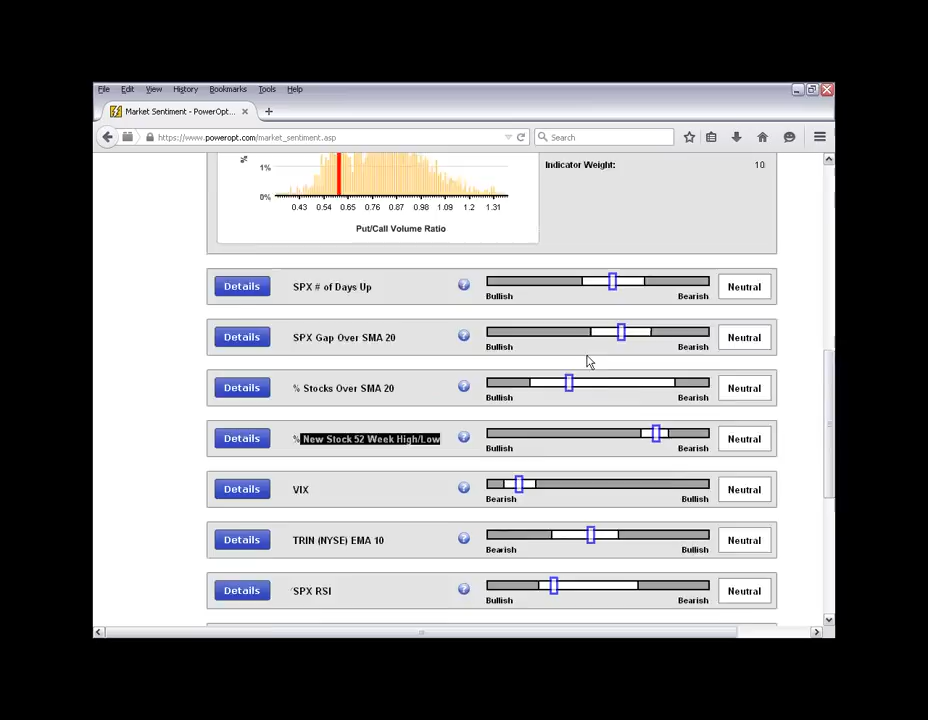 File Edit View History Bookmarks Tools Help
Market Sentiment - PowerOpt...
https://www.poweropt.com/market_sentiment.asp
Search
1%
0%
0.43 0.54 0.65 0.76 0.87 0.98 1.09 1.2 1.31
Put/Call Volume Ratio
Indicator Weight: 10
Details SPX # of Days Up Neutral
Bullish Bearish
Details SPX Gap Over SMA 20 Neutral
Bullish Bearish
Details % Stocks Over SMA 20 Neutral
Bullish Bearish
Details % New Stock 52 Week High/Low Neutral
Bullish Bearish
Details VIX Neutral
Bearish Bullish
Details TRIN (NYSE) EMA 10 Neutral
Bearish Bullish
Details SPX RSI Neutral
Bullish Bearish